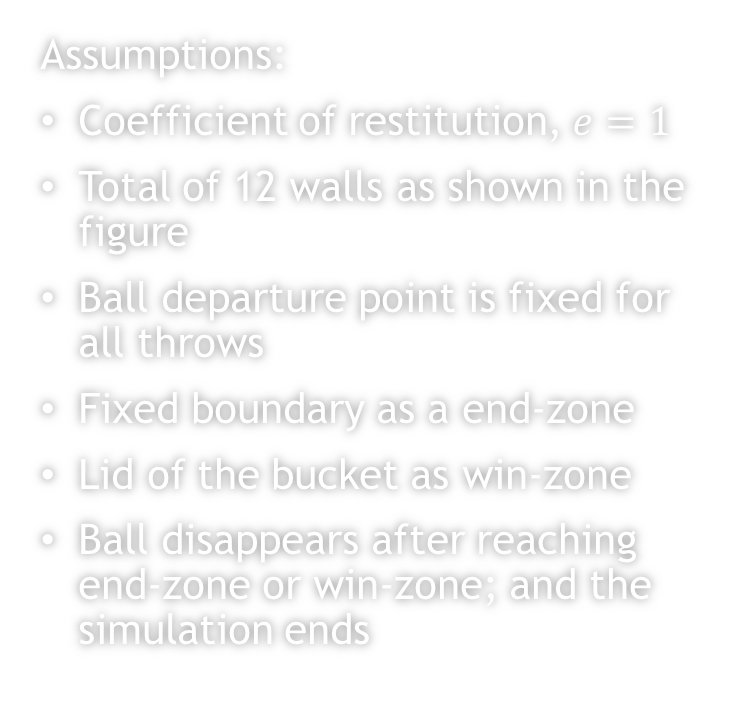 Assumptions:
• Coefficient of restitution, e = 1
• Total of 12 walls as shown in the
figure
• Ball departure point is fixed for
all throws
• Fixed boundary as a end-zone
• Lid of the bucket as win-zone
• Ball disappears after reaching
end-zone or win-zone; and the
simulation ends